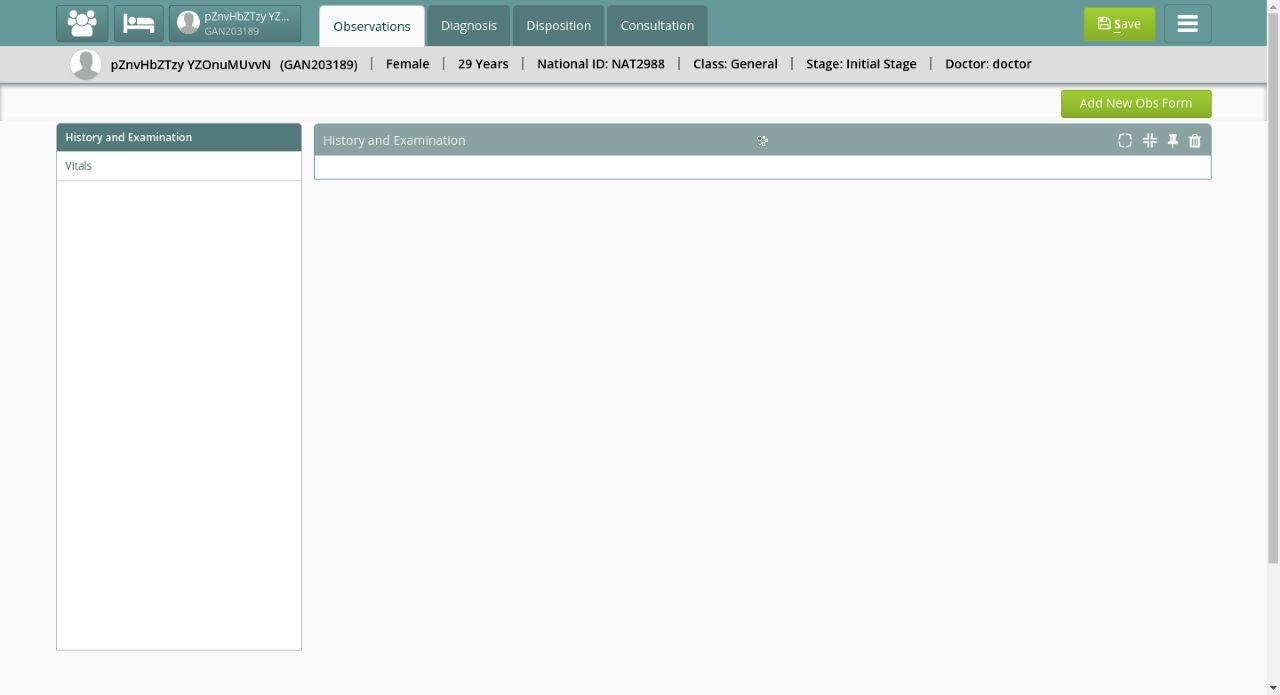 pZnvHbZTzy YZ...
GAN203189
Observations
Diagnosis
Disposition
Consultation
Save
pZnvHbZTzy YZOnuMUvvN (GAN203189) | Female | 29 Years | National ID: NAT2988 | Class: General | Stage: Initial Stage | Doctor: doctor
Add New Obs Form
History and Examination
Vitals
History and Examination